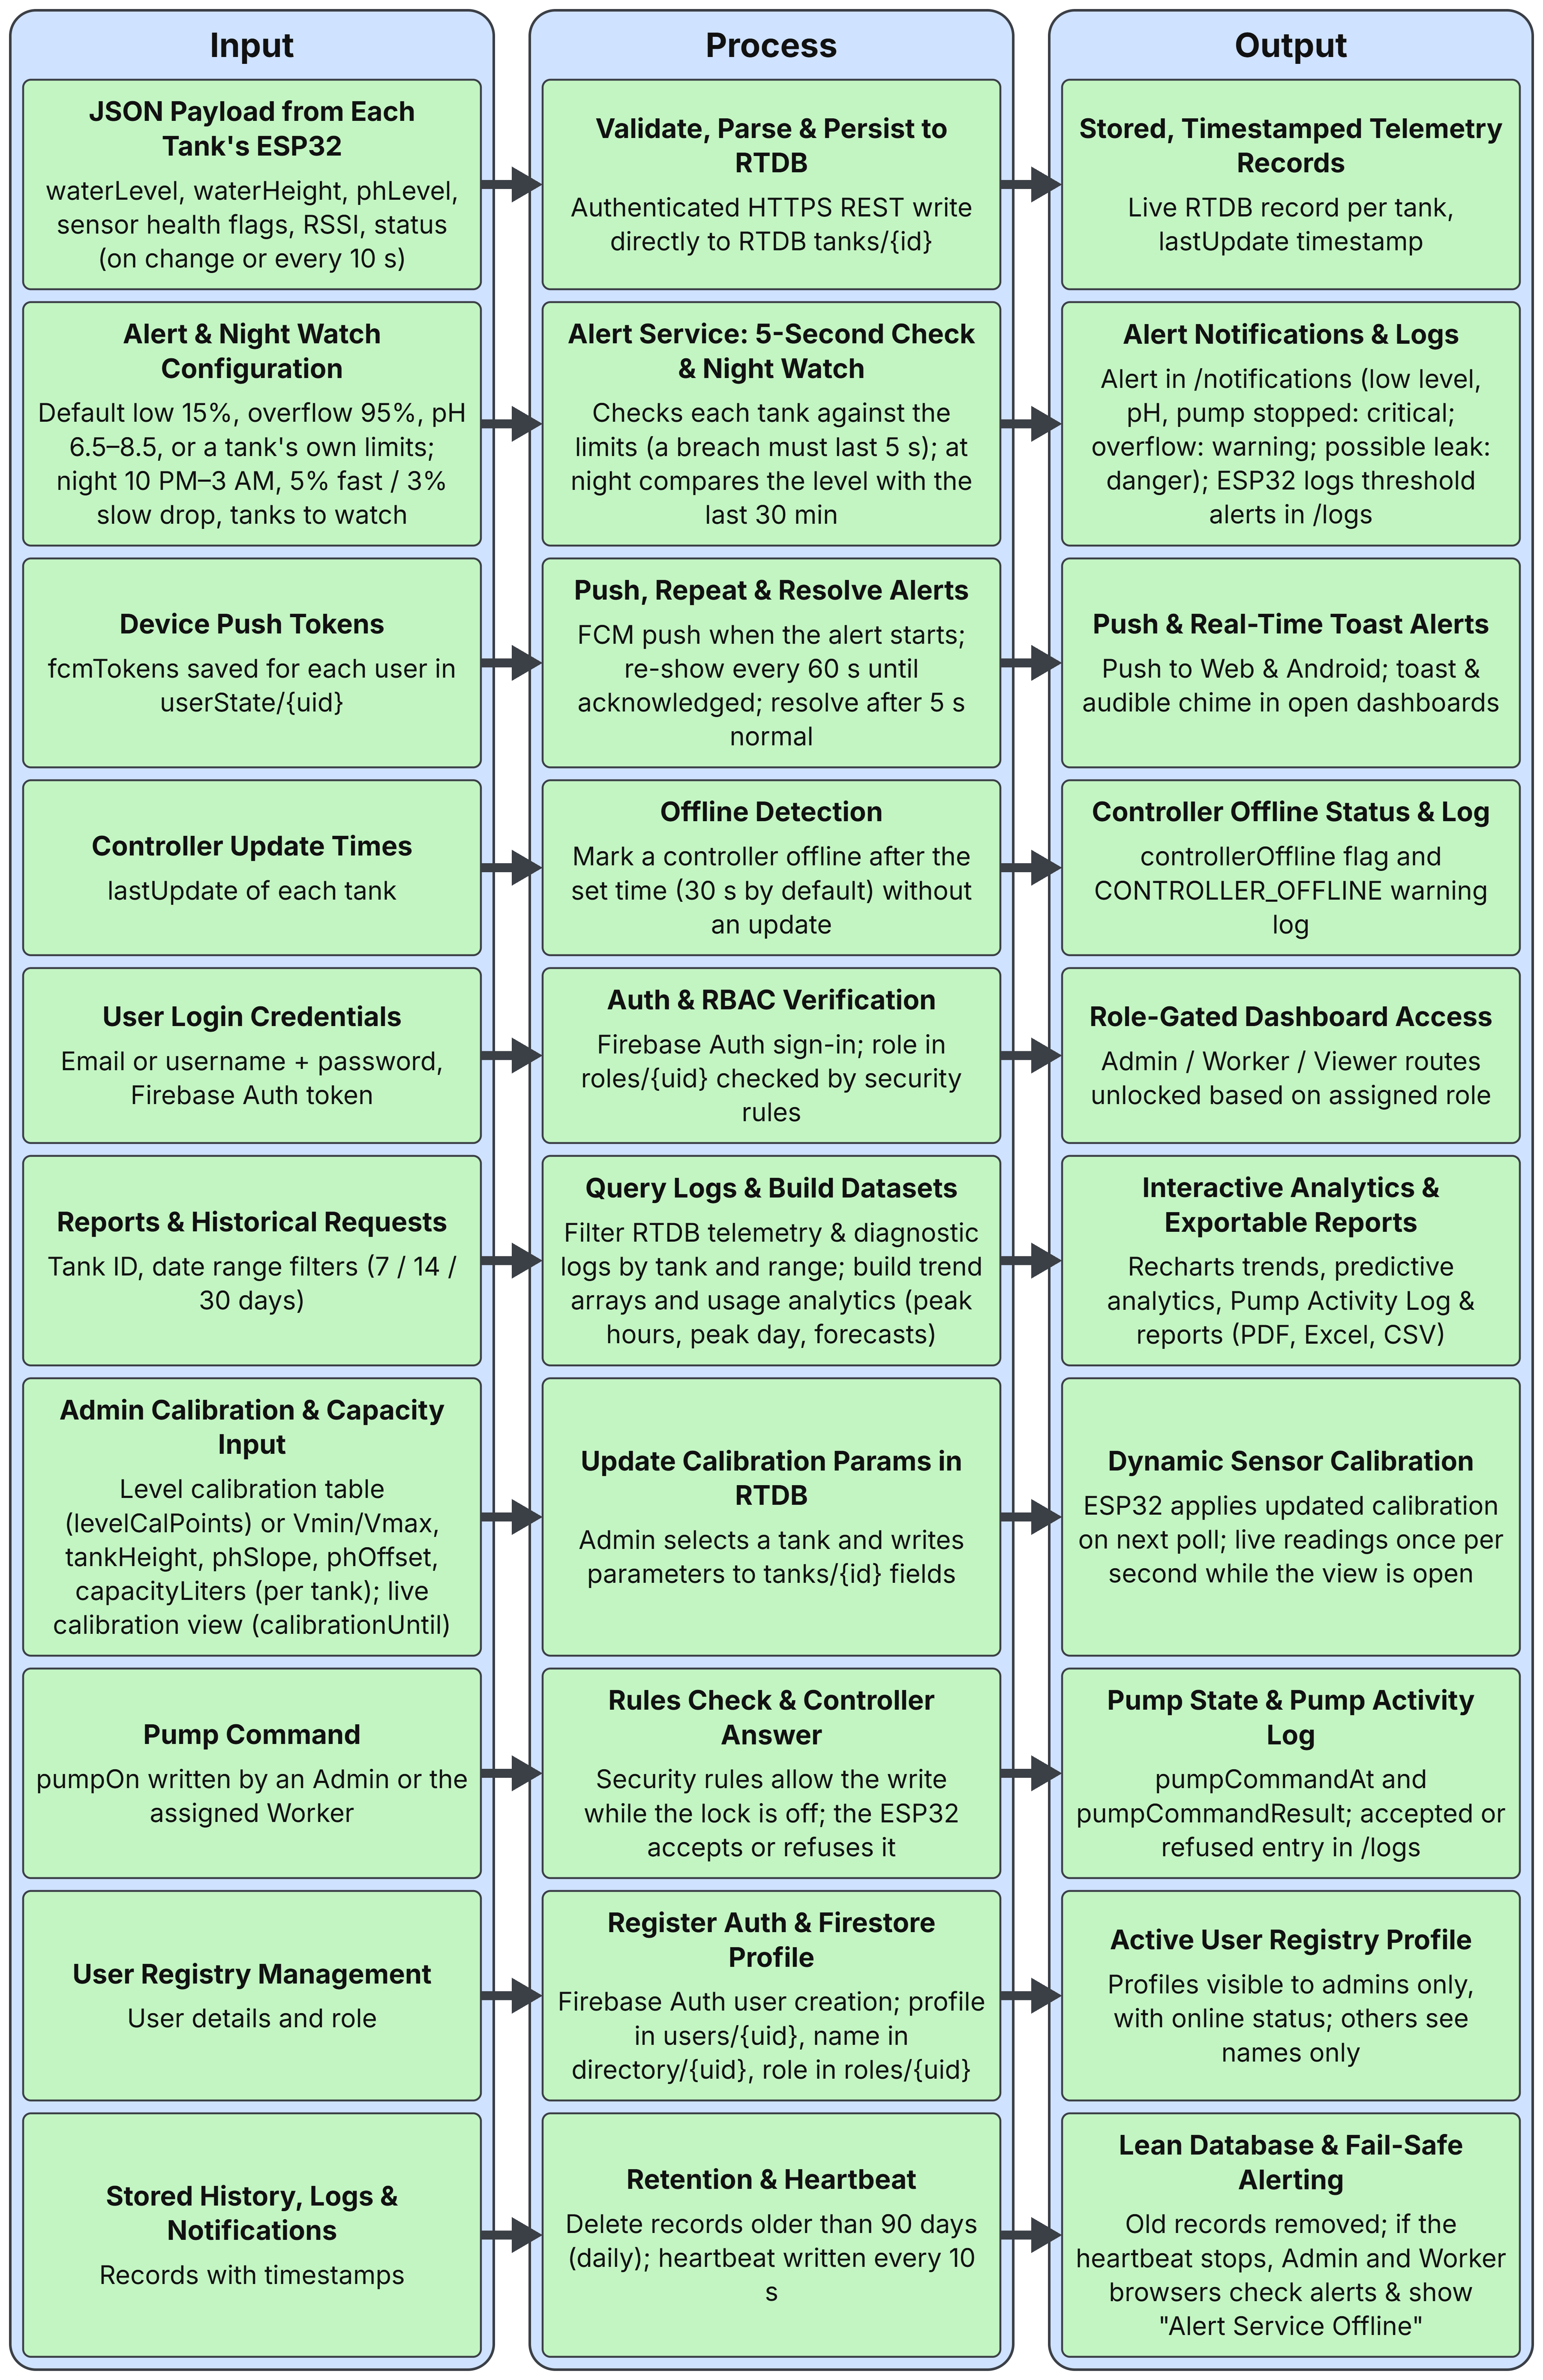 Input
Process
Output
JSON Payload from Each
Tank's ESP32
waterLevel, waterHeight, phLevel,
sensor health flags, RSSI, status
(on change or every 10 s)
Validate, Parse & Persist to
RTDB
Authenticated HTTPS REST write
directly to RTDB tanks/{id}
Stored, Timestamped Telemetry
Records
Live RTDB record per tank,
lastUpdate timestamp
Alert & Night Watch
Configuration
Default low 15%, overflow 95%, pH
6.5–8.5, or a tank's own limits;
night 10 PM–3 AM, 5% fast / 3%
slow drop, tanks to watch
Alert Service: 5-Second Check
& Night Watch
Checks each tank against the
limits (a breach must last 5 s); at
night compares the level with the
last 30 min
Alert Notifications & Logs
Alert in /notifications (low level,
pH, pump stopped: critical;
overflow: warning; possible leak:
danger); ESP32 logs threshold
alerts in /logs
Device Push Tokens
fcmTokens saved for each user in
userState/{uid}
Push, Repeat & Resolve Alerts
FCM push when the alert starts;
re-show every 60 s until
acknowledged; resolve after 5 s
normal
Push & Real-Time Toast Alerts
Push to Web & Android; toast &
audible chime in open dashboards
Controller Update Times
lastUpdate of each tank
Offline Detection
Mark a controller offline after the
set time (30 s by default) without
an update
Controller Offline Status & Log
controllerOffline flag and
CONTROLLER_OFFLINE warning
log
User Login Credentials
Email or username + password,
Firebase Auth token
Auth & RBAC Verification
Firebase Auth sign-in; role in
roles/{uid} checked by security
rules
Role-Gated Dashboard Access
Admin / Worker / Viewer routes
unlocked based on assigned role
Reports & Historical Requests
Tank ID, date range filters (7 / 14 /
30 days)
Query Logs & Build Datasets
Filter RTDB telemetry & diagnostic
logs by tank and range; build trend
arrays and usage analytics (peak
hours, peak day, forecasts)
Interactive Analytics &
Exportable Reports
Recharts trends, predictive
analytics, Pump Activity Log &
reports (PDF, Excel, CSV)
Admin Calibration & Capacity
Input
Level calibration table
(levelCalPoints) or Vmin/Vmax,
tankHeight, phSlope, phOffset,
capacityLiters (per tank); live
calibration view (calibrationUntil)
Update Calibration Params in
RTDB
Admin selects a tank and writes
parameters to tanks/{id} fields
Dynamic Sensor Calibration
ESP32 applies updated calibration
on next poll; live readings once per
second while the view is open
Pump Command
pumpOn written by an Admin or the
assigned Worker
Rules Check & Controller
Answer
Security rules allow the write
while the lock is off; the ESP32
accepts or refuses it
Pump State & Pump Activity
Log
pumpCommandAt and
pumpCommandResult; accepted or
refused entry in /logs
User Registry Management
User details and role
Register Auth & Firestore
Profile
Firebase Auth user creation; profile
in users/{uid}, name in
directory/{uid}, role in roles/{uid}
Active User Registry Profile
Profiles visible to admins only,
with online status; others see
names only
Stored History, Logs &
Notifications
Records with timestamps
Retention & Heartbeat
Delete records older than 90 days
(daily); heartbeat written every 10
s
Lean Database & Fail-Safe
Alerting
Old records removed; if the
heartbeat stops, Admin and Worker
browsers check alerts & show
"Alert Service Offline"